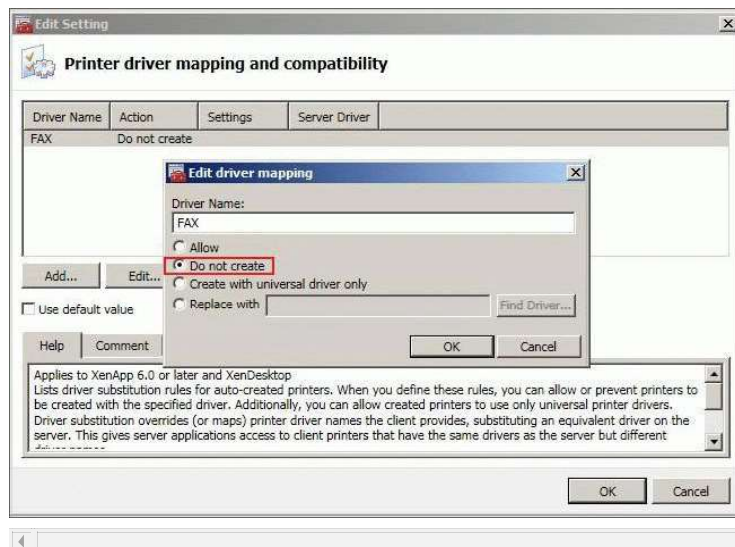 Edit Setting
Printer driver mapping and compatibility
Driver Name Action Settings Server Driver
FAX Do not create
Edit driver mapping
Driver Name:
FAX
Allow
Do not create
Create with universal driver only
Replace with Find Driver...
OK Cancel
Add... Edit...
Use default value
Help Comment
Applies to XenApp 6.0 or later and XenDesktop
Lists driver substitution rules for auto-created printers. When you define these rules, you can allow or prevent printers to
be created with the specified driver. Additionally, you can allow created printers to use only universal printer drivers.
Driver substitution overrides (or maps) printer driver names the client provides, substituting an equivalent driver on the
server. This gives server applications access to client printers that have the same drivers as the server but different
OK Cancel